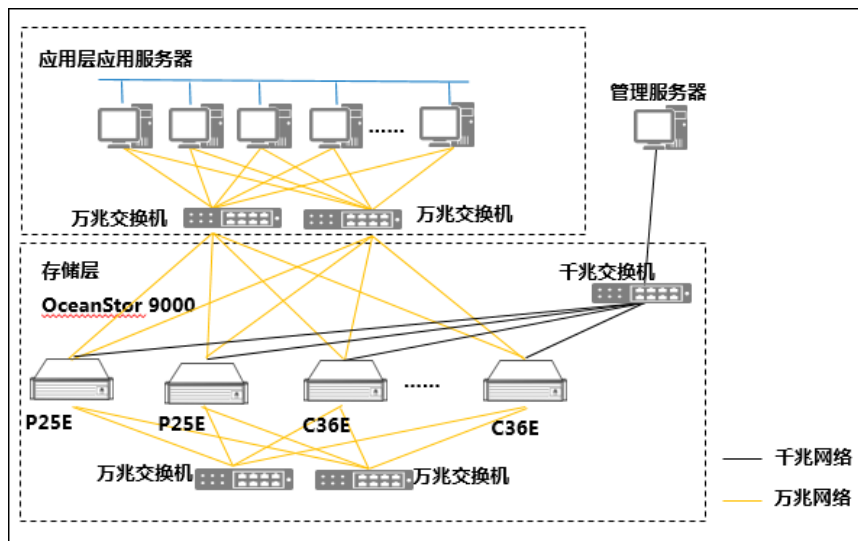 应用层应用服务器
管理服务器
……
万兆交换机
万兆交换机
存储层
千兆交换机
OceanStor 9000
……
P25E
P25E
C36E
C36E
万兆交换机
万兆交换机
千兆网络
万兆网络